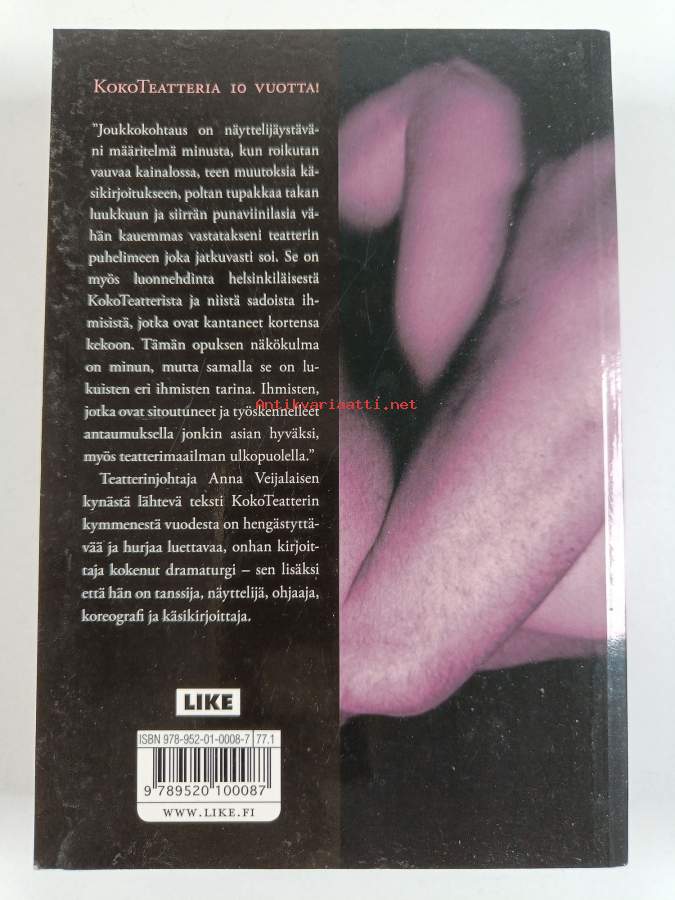 KokoTeatteria 10 vuotta!
"Joukkokohtaus on näyttelijäystävä-
ni määritelmä minusta, kun roikutan
vauvaa kainalossa, teen muutoksia kä-
sikirjoitukseen, poltan tupakkaa takan
luukkuun ja siirrän punaviinilasia vä-
hän kauemmas vastatakseni teatterin
puhelimeen joka jatkuvasti soi. Se on
myös luonnehdinta helsinkiläisestä
KokoTeatterista ja niistä sadoista ih-
misistä, jotka ovat kantaneet kortensa
kekoon. Tämän opuksen näkökulma
on minun, mutta samalla se on lu-
kuisten eri ihmisten tarina. Ihmisten,
jotka ovat sitoutuneet ja työskennelleet
antaumuksella jonkin asian hyväksi,
myös teatterimaailman ulkopuolella."
Teatterinjohtaja Anna Veijalaisen
kynästä lähtevä teksti KokoTeatterin
kymmenestä vuodesta on hengästyttä-
vää ja hurjaa luettavaa, onhan kirjoit-
taja kokenut dramaturgi – sen lisäksi
että hän on tanssija, näyttelijä, ohjaaja,
koreografi ja käsikirjoittaja.
Antikvariaatti.net
LIKE
ISBN 978-952-01-0008-7 77.1
9 789520 100087
WWW.LIKE.FI